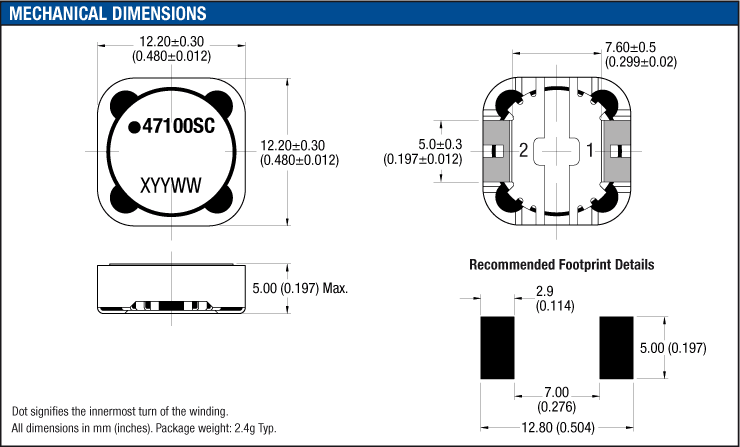 MECHANICAL DIMENSIONS
12.20±0.30
(0.480±0.012)
47100SC
XYYWW
12.20±0.30
(0.480±0.012)
7.60±0.5
(0.299±0.02)
5.0±0.3
(0.197±0.012)
2
1
5.00 (0.197) Max.
Recommended Footprint Details
2.9
(0.114)
5.00 (0.197)
7.00
(0.276)
12.80 (0.504)
Dot signifies the innermost turn of the winding.
All dimensions in mm (inches). Package weight: 2.4g Typ.